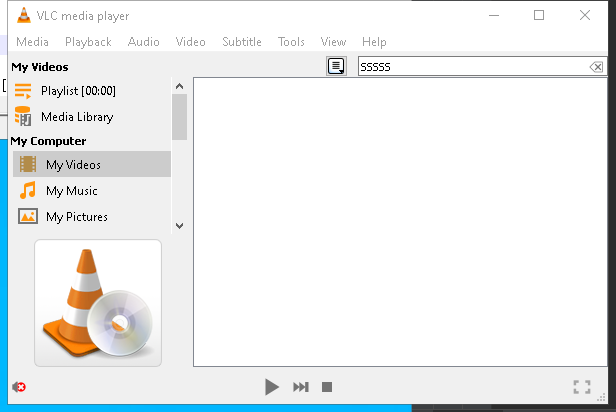 VLC media player
Media Playback Audio Video Subtitle Tools View Help
My Videos
SSSSS
Playlist [00:00]
Media Library
My Computer
My Videos
My Music
My Pictures